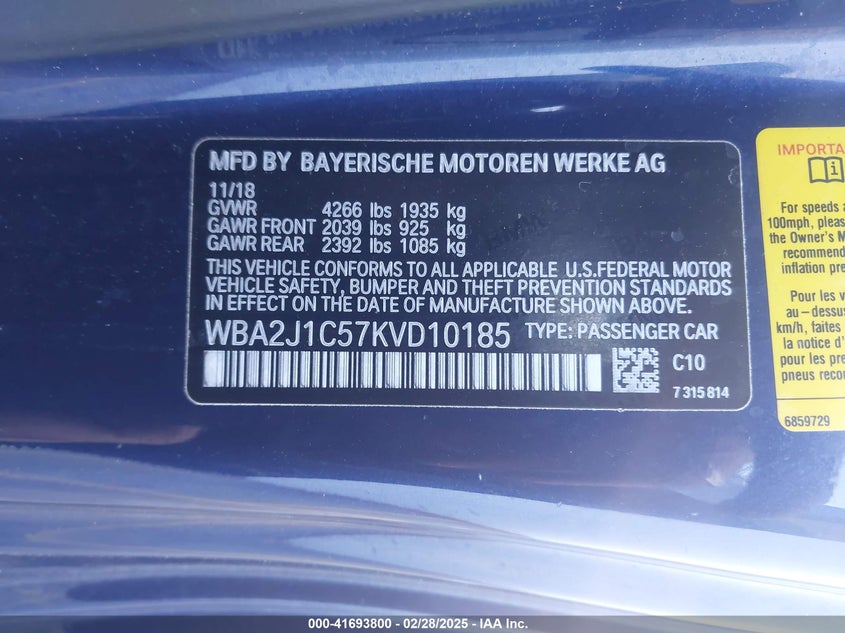 MFD BY BAYERISCHE MOTOREN WERKE AG
11/18
GVWR 4266 lbs 1935 kg
GAWR FRONT 2039 lbs 925 kg
GAWR REAR 2392 lbs 1085 kg
THIS VEHICLE CONFORMS TO ALL APPLICABLE U.S.FEDERAL MOTOR
VEHICLE SAFETY, BUMPER AND THEFT PREVENTION STANDARDS
IN EFFECT ON THE DATE OF MANUFACTURE SHOWN ABOVE.
WBA2J1C57KVD10185 TYPE: PASSENGER CAR
C10
7 315 814
IMPORTA
For speeds a
100mph, pleas
the Owner's M
recommend
inflation pre
Pour les v
au-dessus
km/h, faites
la notice d'
pour les pre
pneus recom
6859729
000-41693800 - 02/28/2025 - IAA Inc.